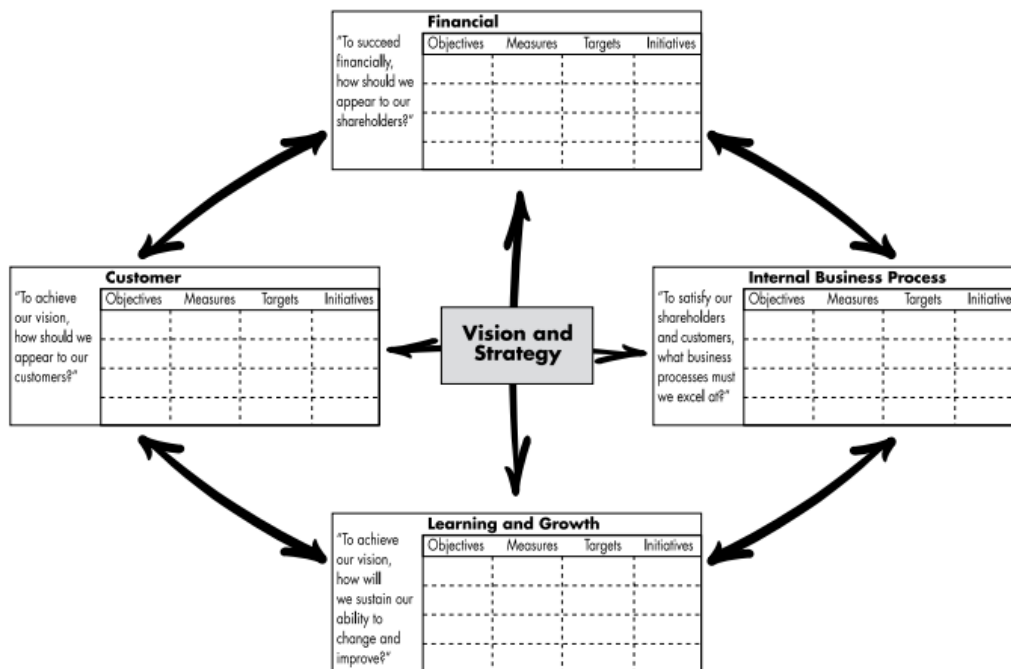 Financial
"To succeed
financially,
how should we
appear to our
shareholders?"
Objectives Measures Targets Initiatives
Customer
"To achieve
our vision,
how should we
appear to our
customers?"
Objectives Measures Targets Initiatives
Vision and
Strategy
Internal Business Process
"To satisfy our
shareholders
and customers,
what business
processes must
we excel at?"
Objectives Measures Targets Initiatives
Learning and Growth
"To achieve
our vision,
how will
we sustain our
ability to
change and
improve?"
Objectives Measures Targets Initiatives